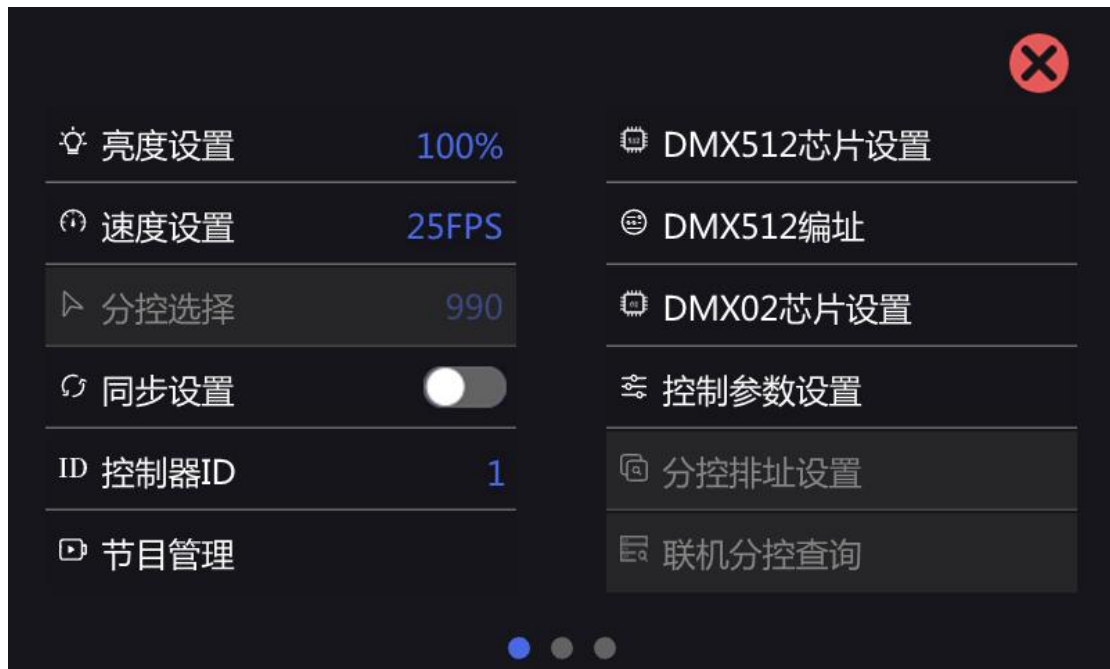 亮度设置 100%
速度设置 25FPS
分控选择 990
同步设置
ID 控制器ID 1
节目管理
DMX512芯片设置
DMX512编址
DMX02芯片设置
控制参数设置
分控排址设置
联机分控查询